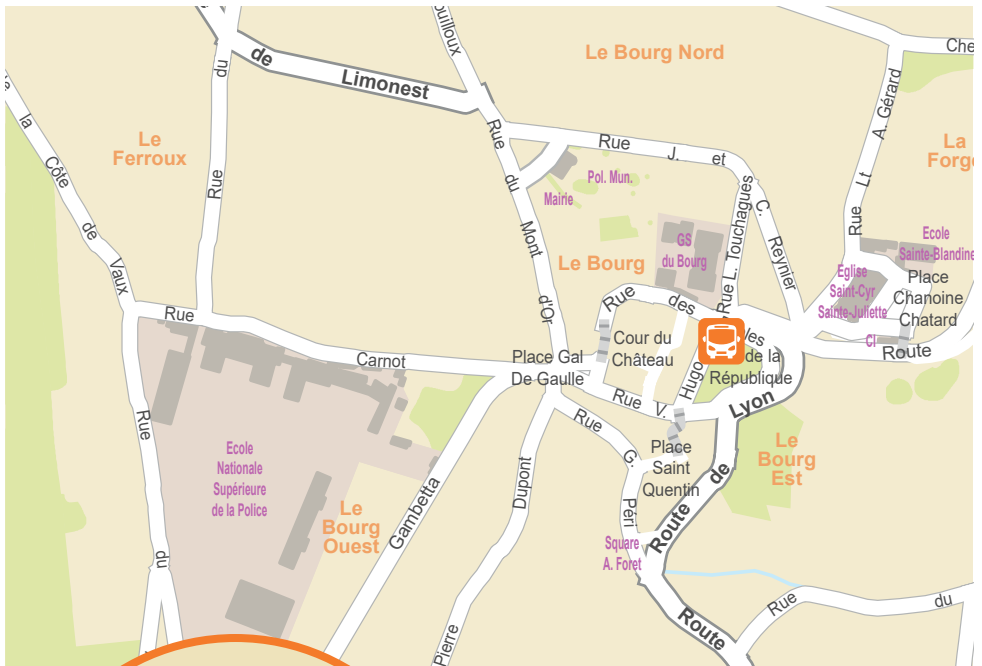 ouilloux
Le Bourg Nord
Che
de
Limonest
du
la
Côte
de
Vaux
Le
Ferroux
Rue
Rue
du
Mont
d'Or
Rue J. et
C.
Reynier
Mairie
Pol. Mun.
Rue Lt A. Gérard
La
Forge
GS
du Bourg
Le Bourg
Rue L. Touchagues
Ecole
Sainte-Blandine
Eglise
Saint-Cyr
Sainte-Juliette
Place
Chanoine
Chatard
CI
Route
Rue des
les
Rue
Carnot
Place Gal
De Gaulle
Cour du
Château
de la
République
Rue V.
Hugo
Lyon
Rue
G.
Péri
Place
Saint
Quentin
Le
Bourg
Est
Rue
du
Ecole
Nationale
Supérieure
de la Police
Le
Bourg
Ouest
Gambetta
Dupont
Pierre
Square
A. Foret
Route de
Route
Rue du